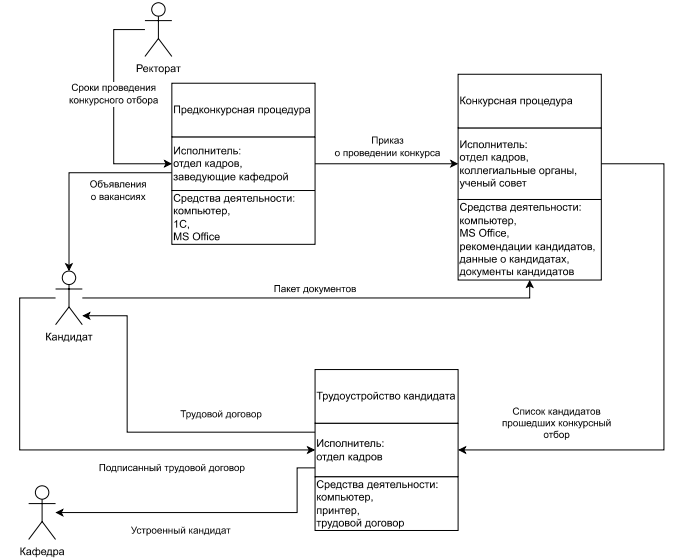 Ректорат
Сроки проведения
конкурсного отбора
Предконкурсная процедура
Исполнитель:
отдел кадров,
заведующие кафедрой
Средства деятельности:
компьютер,
1С,
MS Office
Приказ
о проведении конкурса
Конкурсная процедура
Исполнитель:
отдел кадров,
коллегиальные органы,
ученый совет
Средства деятельности:
компьютер,
MS Office,
рекомендации кандидатов,
данные о кандидатах,
документы кандидатов
Объявления
о вакансиях
Кандидат
Пакет документов
Трудовой договор
Трудоустройство кандидата
Исполнитель:
отдел кадров
Средства деятельности:
компьютер,
принтер,
трудовой договор
Список кандидатов
прошедших конкурсный
отбор
Подписанный трудовой договор
Устроенный кандидат
Кафедра